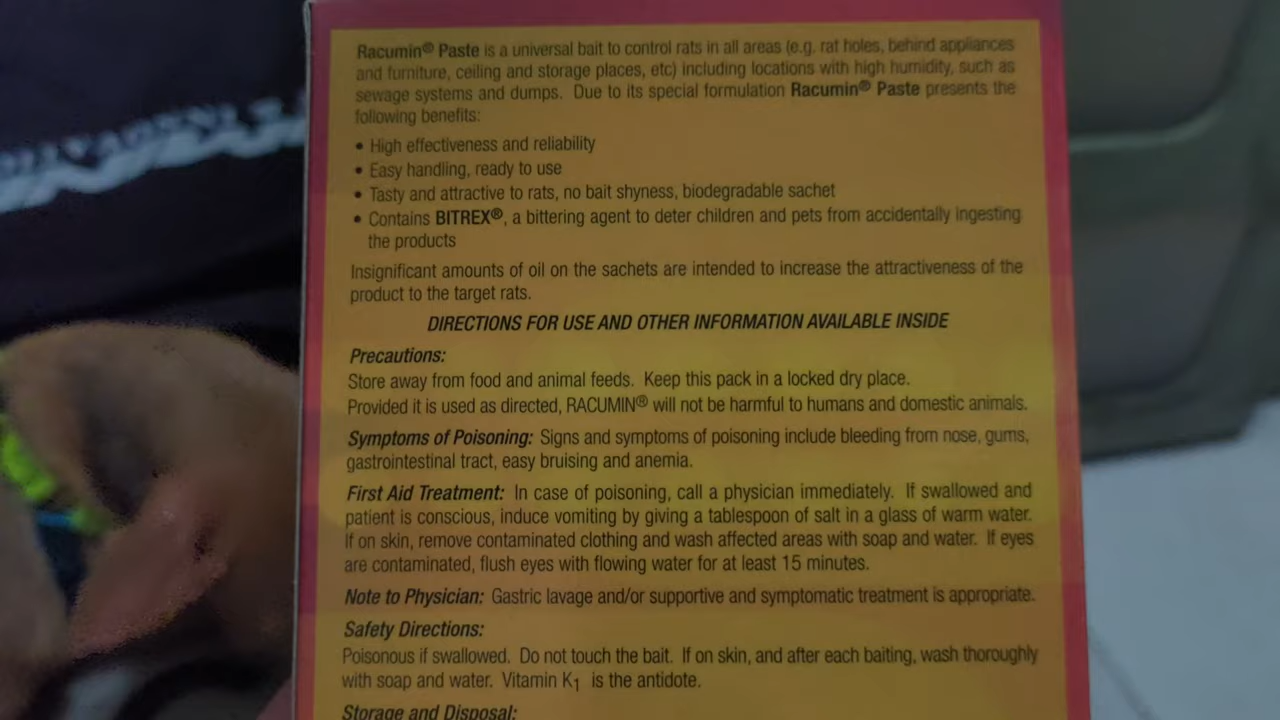 Racumin® Paste is a universal bait to control rats in all areas (e.g. rat holes, behind appliances
and furniture, ceiling and storage places, etc) including locations with high humidity, such as
sewage systems and dumps. Due to its special formulation Racumin® Paste presents the
following benefits:
• High effectiveness and reliability
• Easy handling, ready to use
• Tasty and attractive to rats, no bait shyness, biodegradable sachet
• Contains BITREX®, a bittering agent to deter children and pets from accidentally ingesting
the products
Insignificant amounts of oil on the sachets are intended to increase the attractiveness of the
product to the target rats.
DIRECTIONS FOR USE AND OTHER INFORMATION AVAILABLE INSIDE
Precautions:
Store away from food and animal feeds. Keep this pack in a locked dry place.
Provided it is used as directed, RACUMIN® will not be harmful to humans and domestic animals.
Symptoms of Poisoning: Signs and symptoms of poisoning include bleeding from nose, gums,
gastrointestinal tract, easy bruising and anemia.
First Aid Treatment: In case of poisoning, call a physician immediately. If swallowed and
patient is conscious, induce vomiting by giving a tablespoon of salt in a glass of warm water.
If on skin, remove contaminated clothing and wash affected areas with soap and water. If eyes
are contaminated, flush eyes with flowing water for at least 15 minutes.
Note to Physician: Gastric lavage and/or supportive and symptomatic treatment is appropriate.
Safety Directions:
Poisonous if swallowed. Do not touch the bait. If on skin, and after each baiting, wash thoroughly
with soap and water. Vitamin K₁ is the antidote.
Storage and Disposal: